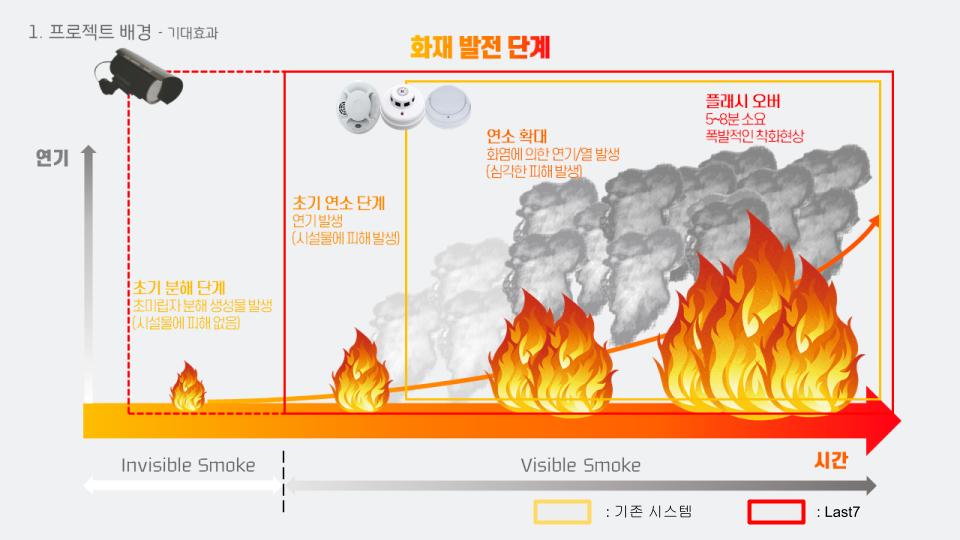 1. 프로젝트 배경 - 기대효과
화재 발전 단계
연기
플래시 오버
5~8분 소요
폭발적인 착화현상
연소 확대
화염에 의한 연기/열 발생
(심각한 피해 발생)
초기 연소 단계
연기 발생
(시설물에 피해 발생)
초기 분해 단계
초미립자 분해 생성물 발생
(시설물에 피해 없음)
Invisible Smoke
Visible Smoke
시간
: 기존 시스템
: Last7